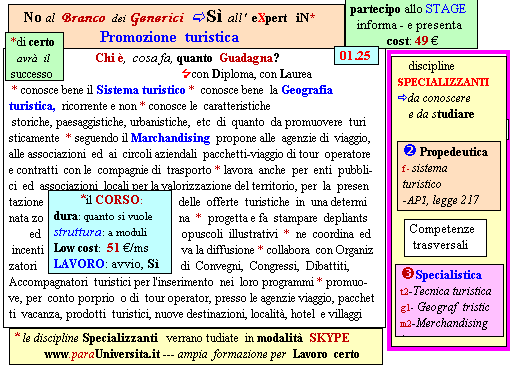 No al Branco dei Generici ➪Sì all' eXpert iN*
Promozione turistica
partecipo allo STAGE
informa - e presenta
cost: 49 €
*di certo
avrà il
successo
Chi è, cosa fa, quanto Guadagna?
01.25
con Diploma, con Laurea
* conosce bene il Sistema turistico * conosce bene la Geografia
turistica, ricorrente e non * conosce le caratteristiche
storiche, paesaggistiche, urbanistiche, etc di quanto da promuovere turi
sticamente * seguendo il Marchandising propone alle agenzie di viaggio,
alle associazioni ed ai circoli aziendali pacchetti-viaggio di tour operatore
e contratti con le compagnie di trasporto * lavora anche per enti pubbli-
ci ed associazioni locali per la valorizzazione del territorio, per la presen
tazione delle offerte turistiche in una determi
nata zo na * progetta e fa stampare depliants
ed opuscoli illustrativi * ne coordina ed
incenti va la diffusione * collabora con Organiz
zatori di Convegni, Congressi, Dibattiti,
Accompagnatori turistici per l'inserimento nei loro programmi * promuo-
ve, per conto porprio o di tour operator, presso le agenzie viaggio, pacchet
ti vacanza, prodotti turistici, nuove destinazioni, località, hotel e villaggi
*il CORSO:
dura: quanto si vuole
struttura: a moduli
Low cost: 51 €/ms
LAVORO: avvio, Sì
discipline
SPECIALIZZANTI
➪da conoscere
e da studiare
❷ Propedeutica
f- sistema
turistico
-API, legge 217
Competenze
trasversali
❸Specialistica
t2-Tecnica turistica
g1- Geograf tristic
m2-Merchandising
* le discipline Specializzanti verrano tudiate in modalità SKYPE
www.paraUniversita.it --- ampia formazione per Lavoro certo